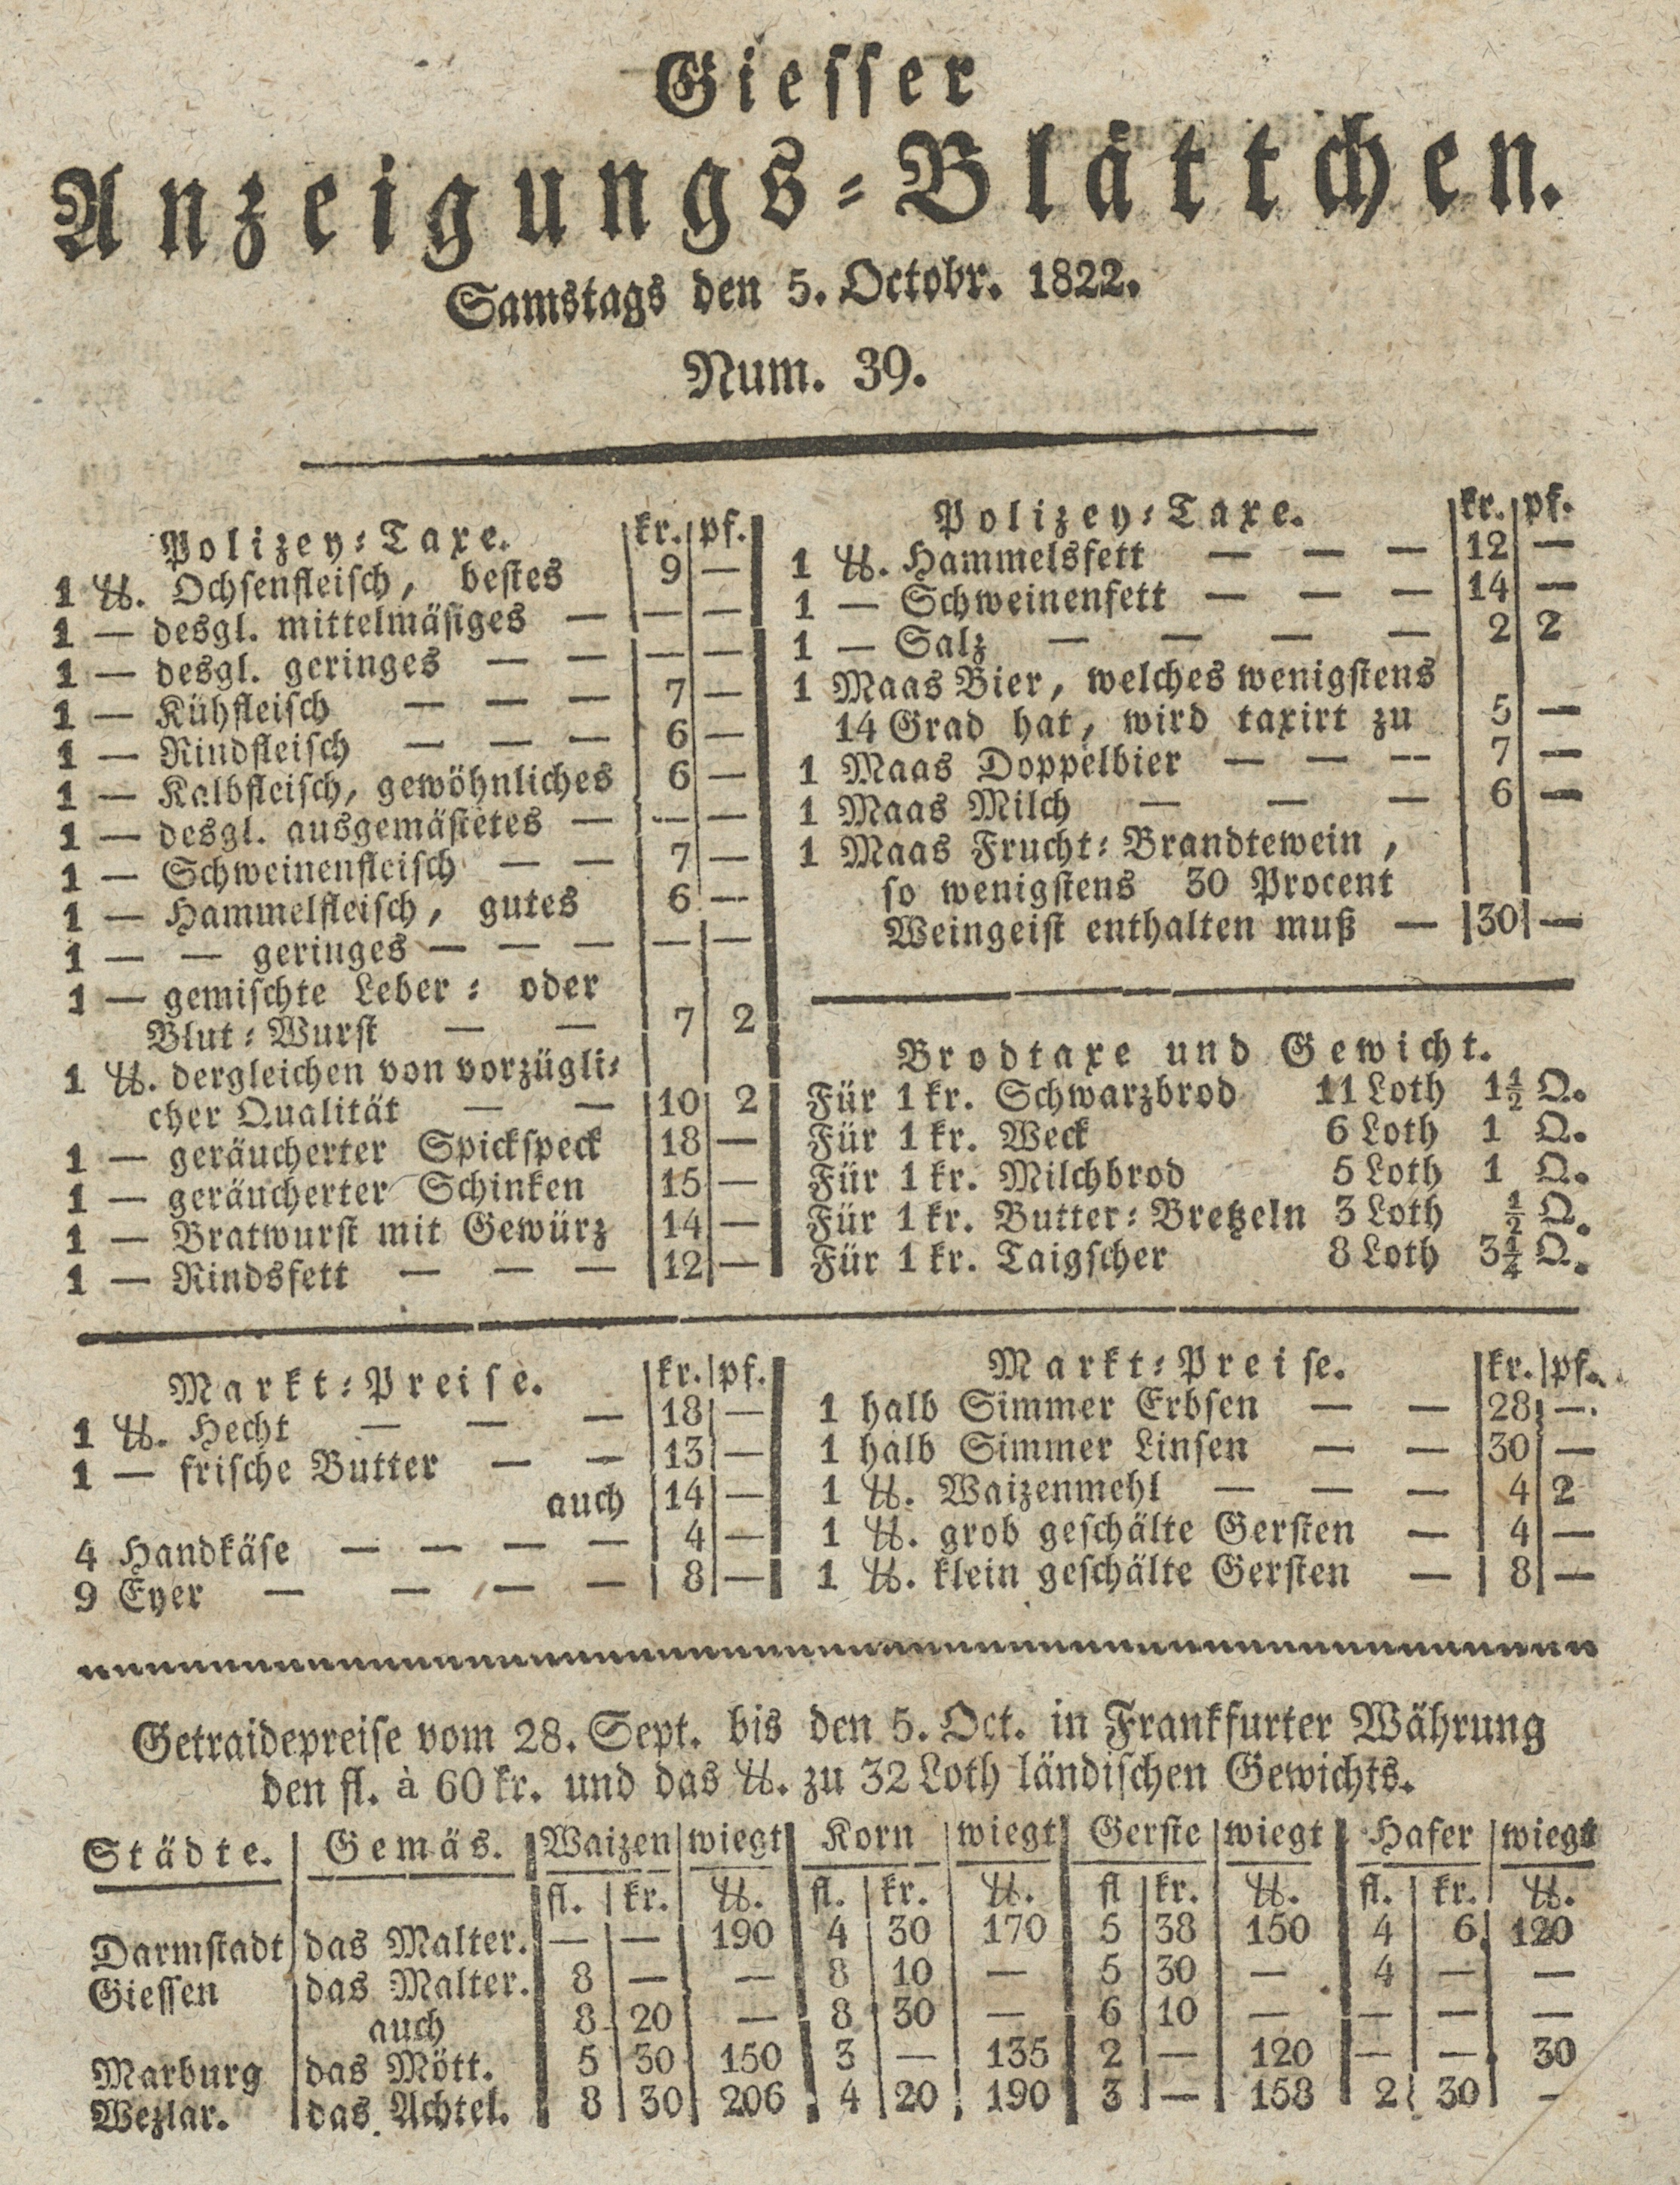 Giesser
Anzeigungs-Blättchen.
Samstags den 5. Octobr. 1822.
Num. 39.
Polizey-Taxe. kr. pf.
1 ℔. Ochsenfleisch, bestes 9 —
1 — desgl. mittelmäsiges — — —
1 — desgl. geringes — — — —
1 — Kühfleisch — — — 7 —
1 — Rindfleisch — — — 6 —
1 — Kalbfleisch, gewöhnliches 6 —
1 — desgl. ausgemästetes — — —
1 — Schweinenfleisch — — 7 —
1 — Hammelfleisch, gutes 6 —
1 — — geringes — — — — —
1 — gemischte Leber- oder
Blut-Wurst — — 7 2
1 ℔. dergleichen von vorzügli-
cher Qualität — — 10 2
1 — geräucherter Spickspeck 18 —
1 — geräucherter Schinken 15 —
1 — Bratwurst mit Gewürz 14 —
1 — Rindsfett — — — 12 —
Polizey-Taxe. kr. pf.
1 ℔. Hammelsfett — — — 12 —
1 — Schweinenfett — — — 14 —
1 — Salz — — — — 2 2
1 Maas Bier, welches wenigstens
14 Grad hat, wird taxirt zu 5 —
1 Maas Doppelbier — — — 7 —
1 Maas Milch — — — 6 —
1 Maas Frucht-Brandtewein,
so wenigstens 30 Procent
Weingeist enthalten muß — 30 —
Brodtaxe und Gewicht.
Für 1 kr. Schwarzbrod 11 Loth 1½ Q.
Für 1 kr. Weck 6 Loth 1 Q.
Für 1 kr. Milchbrod 5 Loth 1 Q.
Für 1 kr. Butter-Bretzeln 3 Loth ½ Q.
Für 1 kr. Taigscher 8 Loth 3¼ Q.
Markt-Preise. kr. pf.
1 ℔. Hecht — — — 18 —
1 — frische Butter — — 13 —
auch 14 —
4 Handkäse — — — — 4 —
9 Eyer — — — — 8 —
Markt-Preise. kr. pf.
1 halb Simmer Erbsen — — 28 —
1 halb Simmer Linsen — — 30 —
1 ℔. Waizenmehl — — — 4 2
1 ℔. grob geschälte Gersten — 4 —
1 ℔. klein geschälte Gersten — 8 —
Getraidepreise vom 28. Sept. bis den 5. Oct. in Frankfurter Währung
den fl. à 60 kr. und das ℔. zu 32 Loth ländischen Gewichts.
Städte. Gemäs. Waizen wiegt Korn wiegt Gerste wiegt Hafer wiegt
fl. kr. ℔. fl. kr. ℔. fl kr. ℔. fl. kr. ℔.
Darmstadt das Malter. — — 190 4 30 170 5 38 150 4 6 120
Giessen das Malter. 8 — — 8 10 — 5 30 — 4 — —
auch 8 20 — 8 30 — 6 10 — — — —
Marburg das Mött. 5 30 150 3 — 135 2 — 120 — — 30
Wezlar. das Achtel. 8 30 206 4 20 190 3 — 158 2 30 —